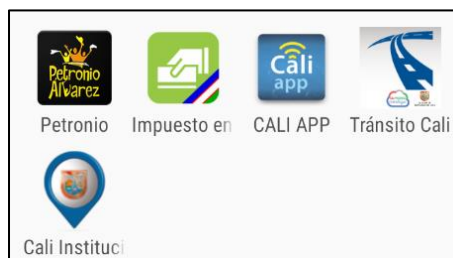 Petronio
Alvarez
Câli
app
Petronio
Impuesto en
CALI APP
Tránsito Cali
Cali Instituci